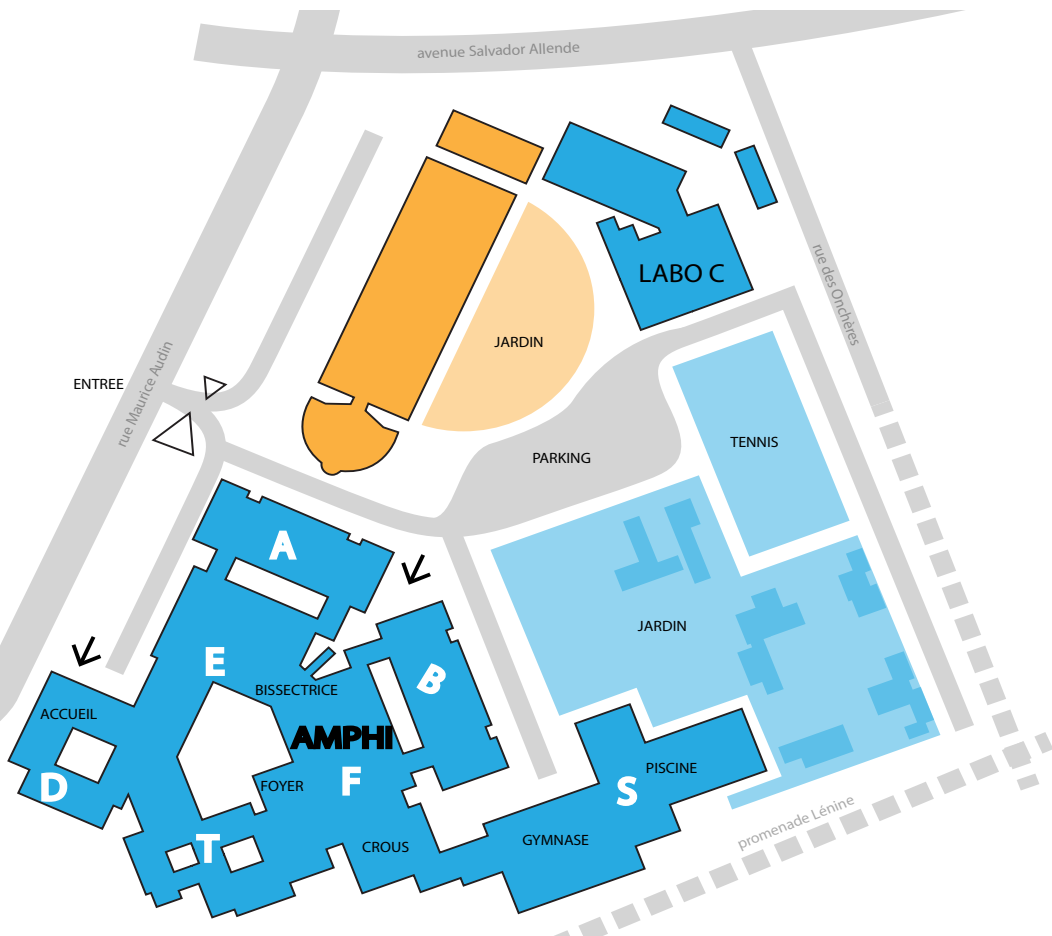 avenue Salvador Allende
LABO C
rue des Onchères
JARDIN
ENTREE
rue Maurice Audin
TENNIS
PARKING
A
JARDIN
E
B
BISSECTRICE
ACCUEIL
AMPHI
PISCINE
D
FOYER
F
S
promenade Lénine
T
CROUS
GYMNASE